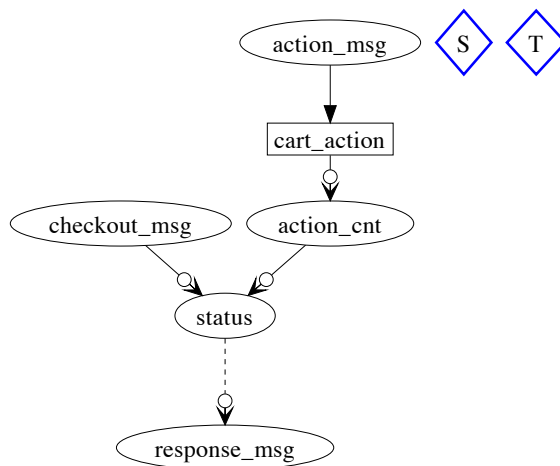 action_msg
S
T
cart_action
checkout_msg
action_cnt
status
response_msg